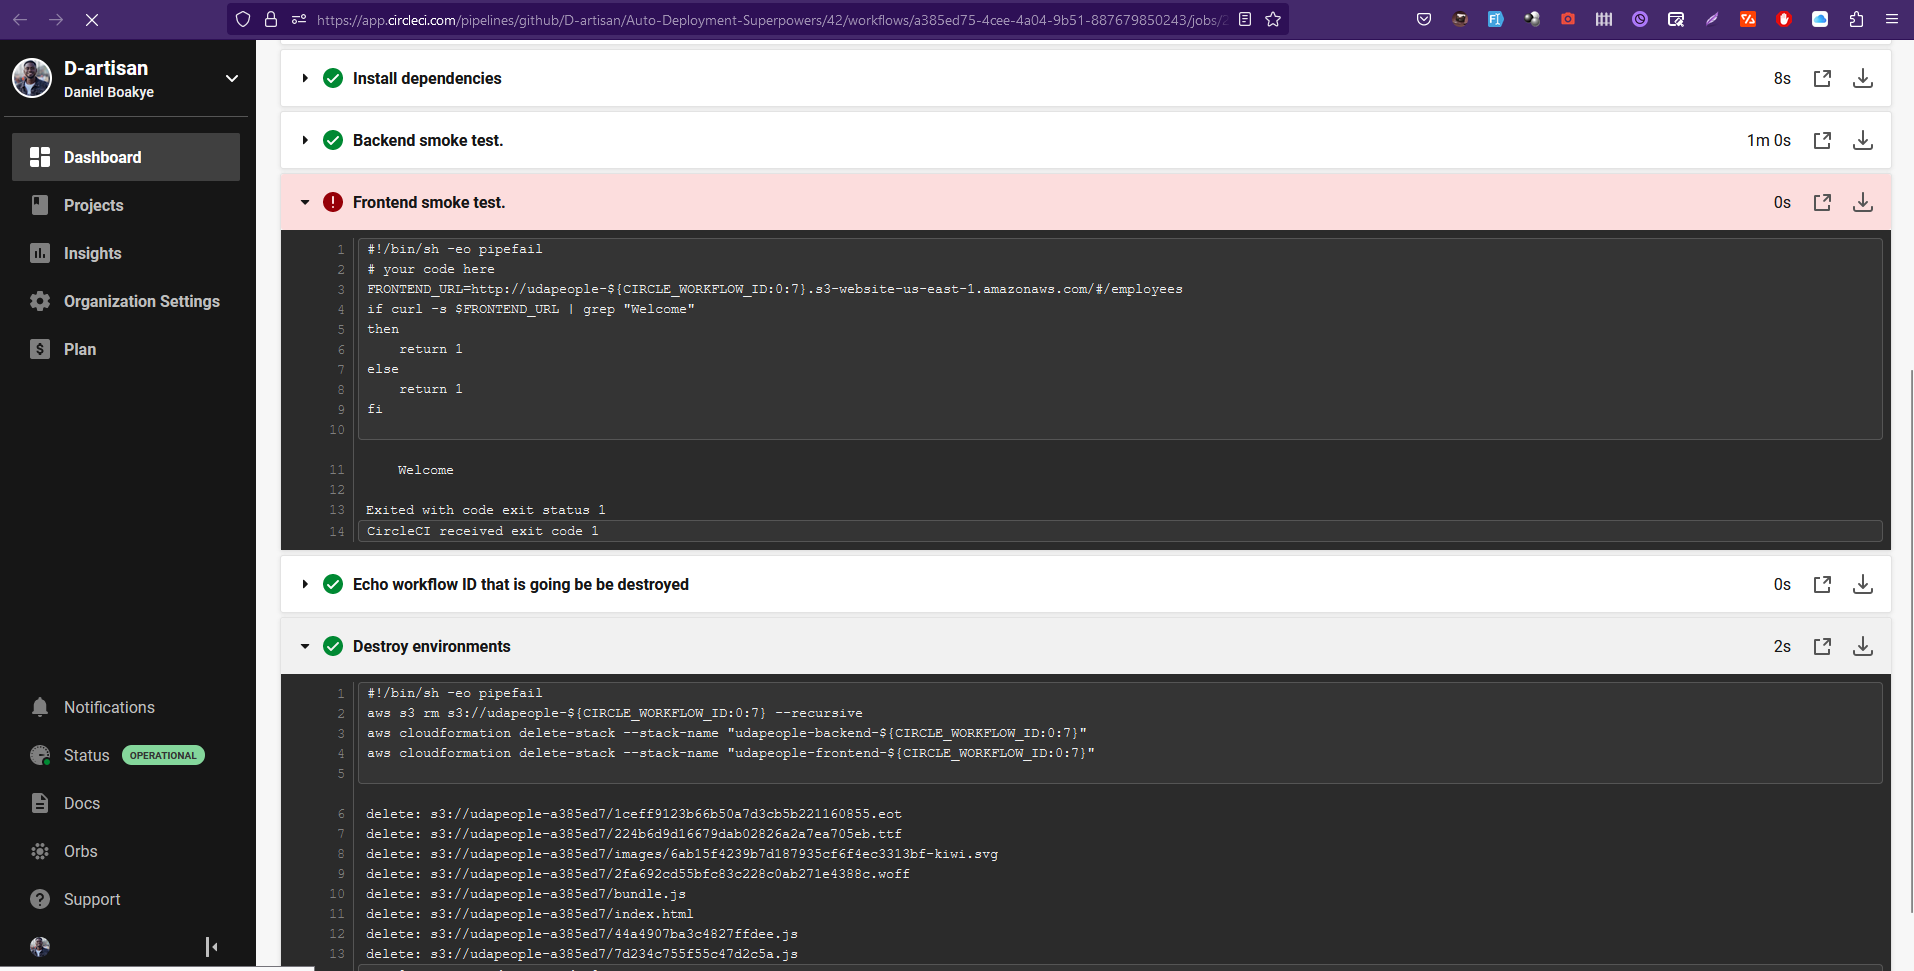 https://app.circleci.com/pipelines/github/D-artisan/Auto-Deployment-Superpowers/42/workflows/a385ed75-4cee-4a04-9b51-887679850243/jobs/2
D-artisan
Daniel Boakye
Dashboard
Projects
Insights
Organization Settings
Plan
Notifications
Status OPERATIONAL
Docs
Orbs
Support
Install dependencies 8s
Backend smoke test. 1m 0s
Frontend smoke test. 0s
1 #!/bin/sh -eo pipefail
2 # your code here
3 FRONTEND_URL=http://udapeople-${CIRCLE_WORKFLOW_ID:0:7}.s3-website-us-east-1.amazonaws.com/#/employees
4 if curl -s $FRONTEND_URL | grep "Welcome"
5 then
6 return 1
7 else
8 return 1
9 fi
10
11 Welcome
12
13 Exited with code exit status 1
14 CircleCI received exit code 1
Echo workflow ID that is going be be destroyed 0s
Destroy environments 2s
1 #!/bin/sh -eo pipefail
2 aws s3 rm s3://udapeople-${CIRCLE_WORKFLOW_ID:0:7} --recursive
3 aws cloudformation delete-stack --stack-name "udapeople-backend-${CIRCLE_WORKFLOW_ID:0:7}"
4 aws cloudformation delete-stack --stack-name "udapeople-frontend-${CIRCLE_WORKFLOW_ID:0:7}"
5
6 delete: s3://udapeople-a385ed7/1ceff9123b66b50a7d3cb5b221160855.eot
7 delete: s3://udapeople-a385ed7/224b6d9d16679dab02826a2a7ea705eb.ttf
8 delete: s3://udapeople-a385ed7/images/6ab15f4239b7d187935cf6f4ec3313bf-kiwi.svg
9 delete: s3://udapeople-a385ed7/2fa692cd55bfc83c228c0ab271e4388c.woff
10 delete: s3://udapeople-a385ed7/bundle.js
11 delete: s3://udapeople-a385ed7/index.html
12 delete: s3://udapeople-a385ed7/44a4907ba3c4827ffdee.js
13 delete: s3://udapeople-a385ed7/7d234c755f55c47d2c5a.js